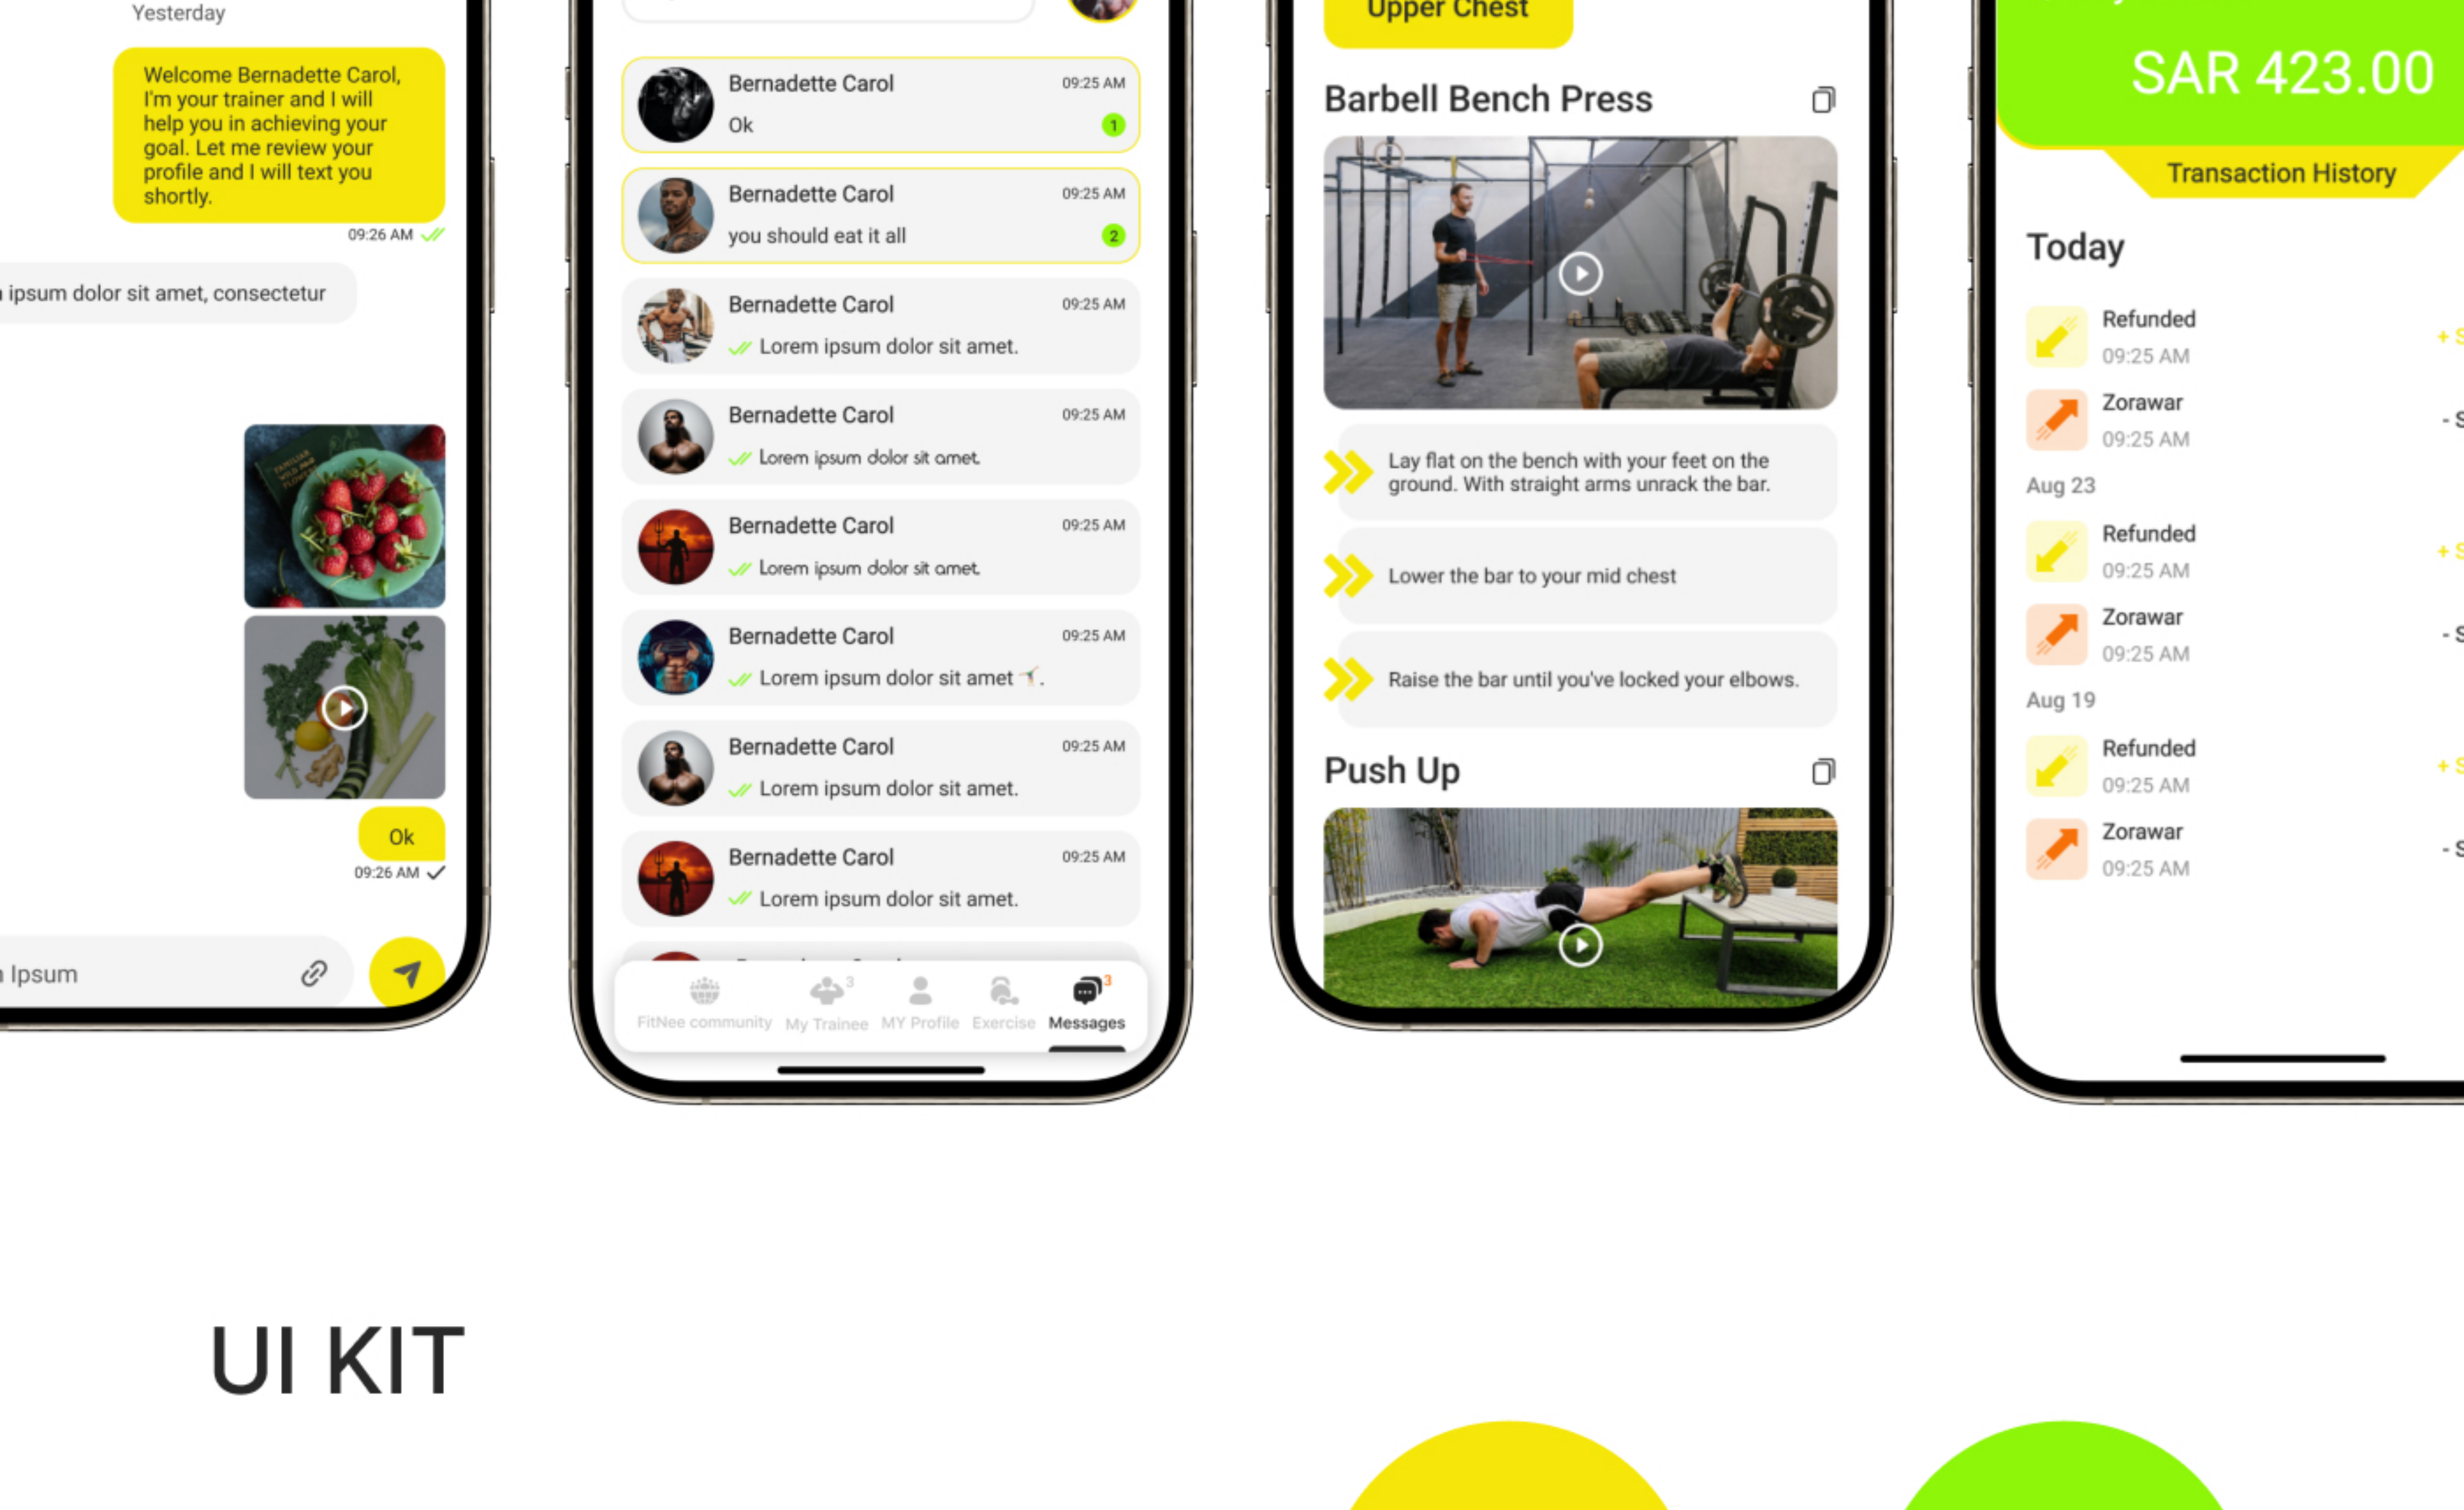 Yesterday
Welcome Bernadette Carol,
I'm your trainer and I will
help you in achieving your
goal. Let me review your
profile and I will text you
shortly.
09:26 AM
ipsum dolor sit amet, consectetur
Ok
09:26 AM
Ipsum
Bernadette Carol
09:25 AM
Ok
1
Bernadette Carol
09:25 AM
you should eat it all
2
Bernadette Carol
09:25 AM
Lorem ipsum dolor sit amet.
Bernadette Carol
09:25 AM
Lorem ipsum dolor sit amet.
Bernadette Carol
09:25 AM
Lorem ipsum dolor sit amet.
Bernadette Carol
09:25 AM
Lorem ipsum dolor sit amet 🤸.
Bernadette Carol
09:25 AM
Lorem ipsum dolor sit amet.
Bernadette Carol
09:25 AM
Lorem ipsum dolor sit amet.
FitNee community
My Trainee 3
MY Profile
Exercise
Messages 3
Upper Chest
Barbell Bench Press
Lay flat on the bench with your feet on the
ground. With straight arms unrack the bar.
Lower the bar to your mid chest
Raise the bar until you've locked your elbows.
Push Up
SAR 423.00
Transaction History
Today
Refunded
09:25 AM
+ S
Zorawar
09:25 AM
- S
Aug 23
Refunded
09:25 AM
+ S
Zorawar
09:25 AM
- S
Aug 19
Refunded
09:25 AM
+ S
Zorawar
09:25 AM
- S
UI KIT